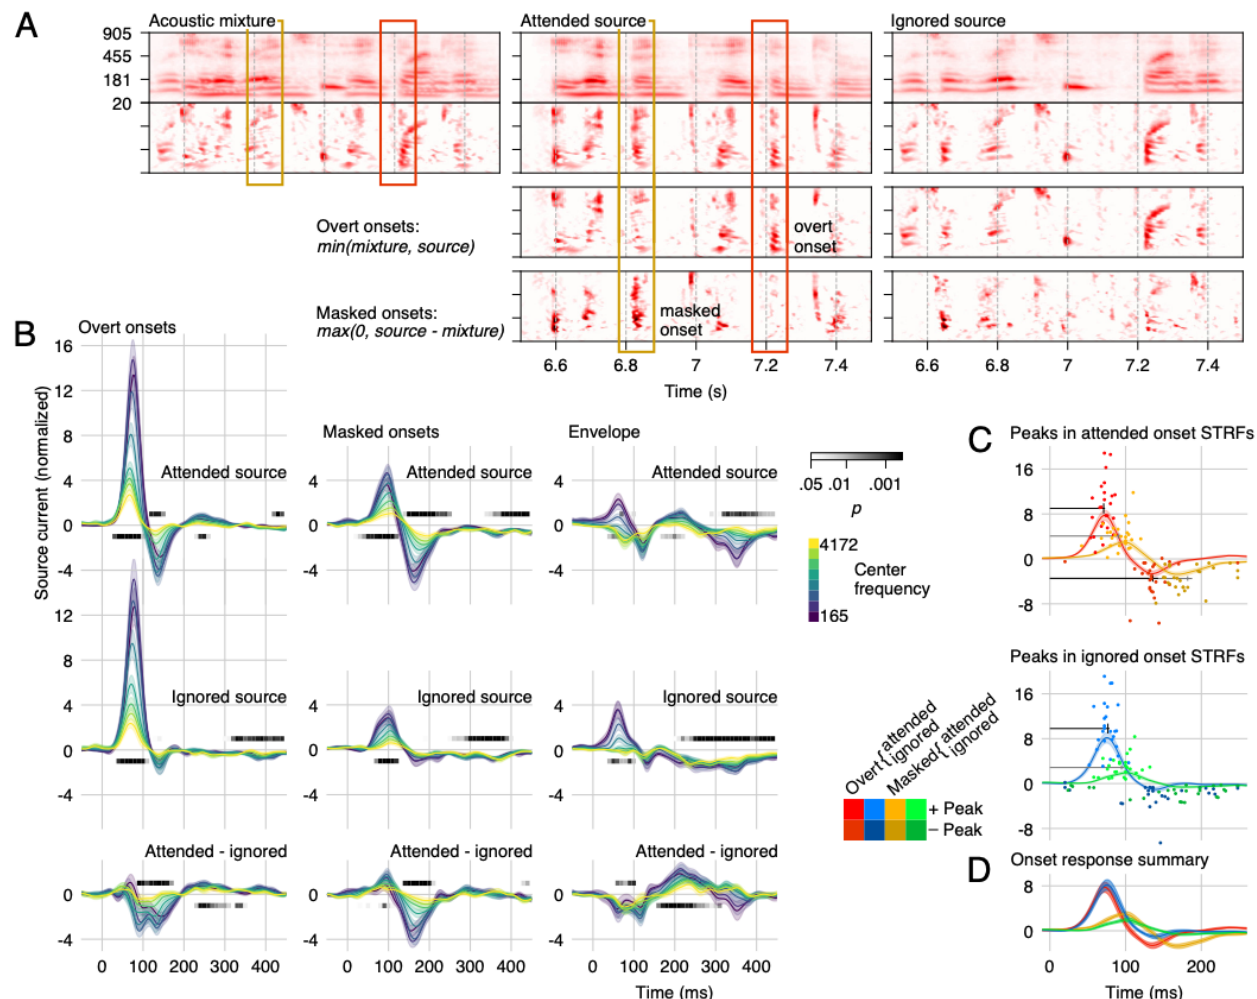 A
Acoustic mixture
Attended source
Ignored source
905
455
181
20
Overt onsets:
min(mixture, source)
overt
onset
Masked onsets:
max(0, source - mixture)
masked
onset
6.6 6.8 7 7.2 7.4
6.6 6.8 7 7.2 7.4
Time (s)
B
Overt onsets
Source current (normalized)
16
12
8
4
0
-4
Attended source
Masked onsets
4
0
-4
Attended source
Envelope
4
0
-4
Attended source
.05 .01 .001
p
4172
165
Center
frequency
12
8
4
0
-4
Ignored source
4
0
-4
Ignored source
4
0
-4
Ignored source
Attended - ignored
0
-4
Attended - ignored
0
-4
Attended - ignored
0
-4
0 100 200 300 400
0 100 200 300 400
0 100 200 300 400
Time (ms)
C
Peaks in attended onset STRFs
16
8
0
-8
Peaks in ignored onset STRFs
16
8
0
-8
Overt { attended
ignored
Masked { attended
ignored
+ Peak
– Peak
D
Onset response summary
8
0
0 100 200
Time (ms)